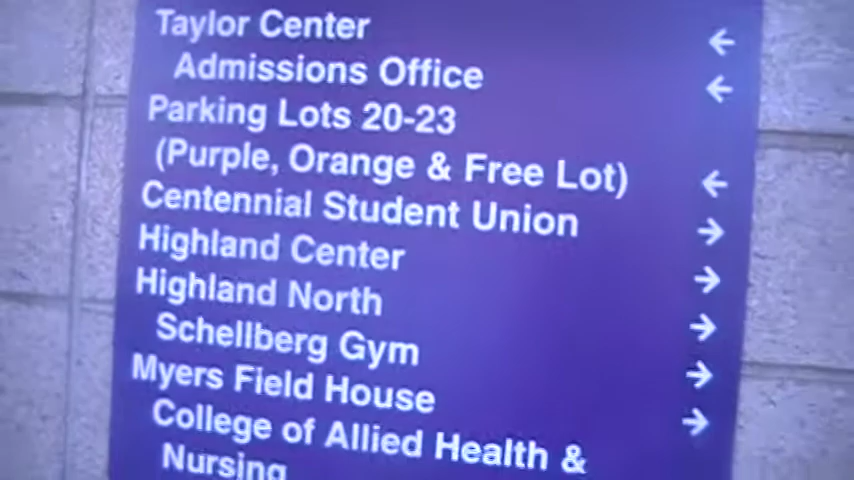 Taylor Center ←
Admissions Office ←
Parking Lots 20-23
(Purple, Orange & Free Lot) ←
Centennial Student Union →
Highland Center →
Highland North →
Schellberg Gym →
Myers Field House →
College of Allied Health &
Nursing